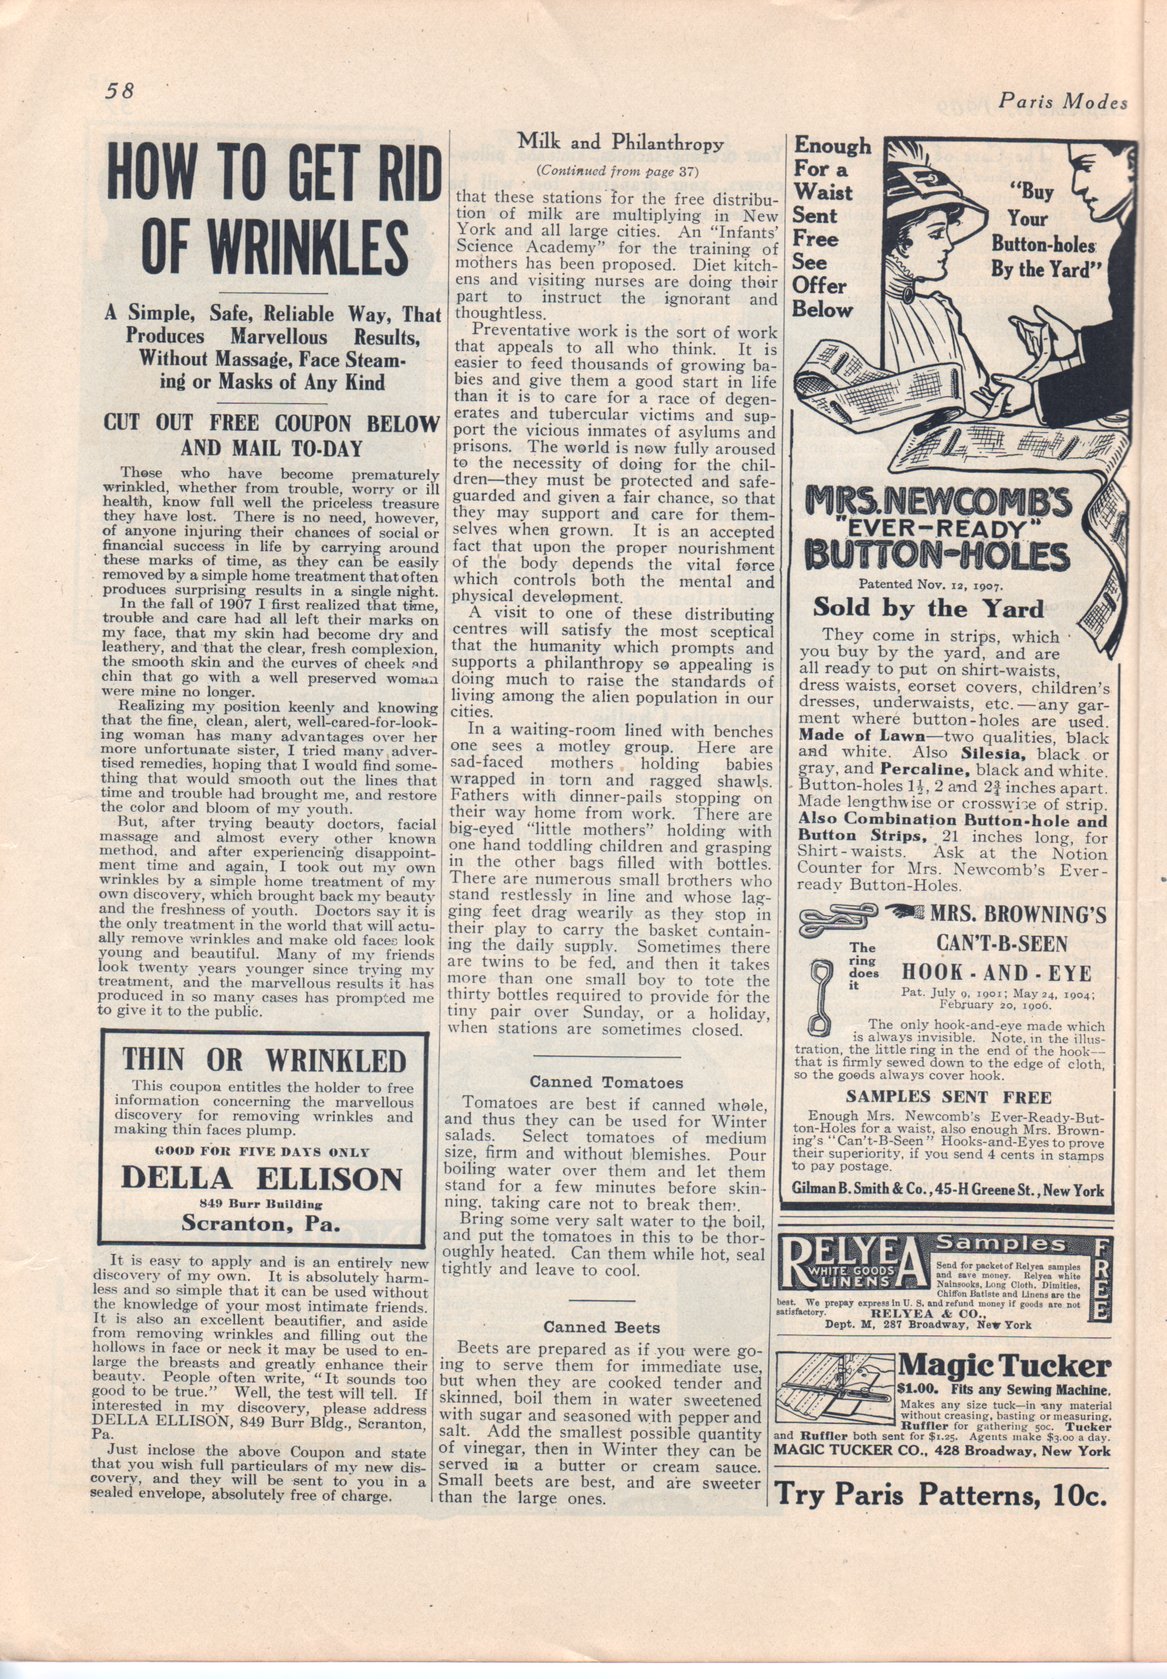 58
Paris Modes
HOW TO GET RID
OF WRINKLES
A Simple, Safe, Reliable Way, That
Produces Marvellous Results,
Without Massage, Face Steam-
ing or Masks of Any Kind
CUT OUT FREE COUPON BELOW
AND MAIL TO-DAY
Those who have become prematurely
wrinkled, whether from trouble, worry or ill
health, know full well the priceless treasure
they have lost. There is no need, however,
of anyone injuring their chances of social or
financial success in life by carrying around
these marks of time, as they can be easily
removed by a simple home treatment that often
produces surprising results in a single night.
In the fall of 1907 I first realized that time,
trouble and care had all left their marks on
my face, that my skin had become dry and
leathery, and that the clear, fresh complexion,
the smooth skin and the curves of cheek and
chin that go with a well preserved woman
were mine no longer.
Realizing my position keenly and knowing
that the fine, clean, alert, well-cared-for-look-
ing woman has many advantages over her
more unfortunate sister, I tried many adver-
tised remedies, hoping that I would find some-
thing that would smooth out the lines that
time and trouble had brought me, and restore
the color and bloom of my youth.
But, after trying beauty doctors, facial
massage and almost every other known
method, and after experiencing disappoint-
ment time and again, I took out my own
wrinkles by a simple home treatment of my
own discovery, which brought back my beauty
and the freshness of youth. Doctors say it is
the only treatment in the world that will actu-
ally remove wrinkles and make old faces look
young and beautiful. Many of my friends
look twenty years younger since trying my
treatment, and the marvellous results it has
produced in so many cases has prompted me
to give it to the public.
THIN OR WRINKLED
This coupon entitles the holder to free
information concerning the marvellous
discovery for removing wrinkles and
making thin faces plump.
GOOD FOR FIVE DAYS ONLY
DELLA ELLISON
849 Burr Building
Scranton, Pa.
It is easy to apply and is an entirely new
discovery of my own. It is absolutely harm-
less and so simple that it can be used without
the knowledge of your most intimate friends.
It is also an excellent beautifier, and aside
from removing wrinkles and filling out the
hollows in face or neck it may be used to en-
large the breasts and greatly enhance their
beauty. People often write, "It sounds too
good to be true." Well, the test will tell. If
interested in my discovery, please address
DELLA ELLISON, 849 Burr Bldg., Scranton,
Pa.
Just inclose the above Coupon and state
that you wish full particulars of my new dis-
covery, and they will be sent to you in a
sealed envelope, absolutely free of charge.
Milk and Philanthropy
(Continued from page 37)
that these stations for the free distribu-
tion of milk are multiplying in New
York and all large cities. An "Infants'
Science Academy" for the training of
mothers has been proposed. Diet kitch-
ens and visiting nurses are doing their
part to instruct the ignorant and
thoughtless.
Preventative work is the sort of work
that appeals to all who think. It is
easier to feed thousands of growing ba-
bies and give them a good start in life
than it is to care for a race of degen-
erates and tubercular victims and sup-
port the vicious inmates of asylums and
prisons. The world is now fully aroused
to the necessity of doing for the chil-
dren—they must be protected and safe-
guarded and given a fair chance, so that
they may support and care for them-
selves when grown. It is an accepted
fact that upon the proper nourishment
of the body depends the vital force
which controls both the mental and
physical development.
A visit to one of these distributing
centres will satisfy the most sceptical
that the humanity which prompts and
supports a philanthropy so appealing is
doing much to raise the standards of
living among the alien population in our
cities.
In a waiting-room lined with benches
one sees a motley group. Here are
sad-faced mothers holding babies
wrapped in torn and ragged shawls.
Fathers with dinner-pails stopping on
their way home from work. There are
big-eyed "little mothers" holding with
one hand toddling children and grasping
in the other bags filled with bottles.
There are numerous small brothers who
stand restlessly in line and whose lag-
ging feet drag wearily as they stop in
their play to carry the basket contain-
ing the daily supply. Sometimes there
are twins to be fed, and then it takes
more than one small boy to tote the
thirty bottles required to provide for the
tiny pair over Sunday, or a holiday,
when stations are sometimes closed.
Canned Tomatoes
Tomatoes are best if canned whole,
and thus they can be used for Winter
salads. Select tomatoes of medium
size, firm and without blemishes. Pour
boiling water over them and let them
stand for a few minutes before skin-
ning, taking care not to break them.
Bring some very salt water to the boil,
and put the tomatoes in this to be thor-
oughly heated. Can them while hot, seal
tightly and leave to cool.
Canned Beets
Beets are prepared as if you were go-
ing to serve them for immediate use,
but when they are cooked tender and
skinned, boil them in water sweetened
with sugar and seasoned with pepper and
salt. Add the smallest possible quantity
of vinegar, then in Winter they can be
served in a butter or cream sauce.
Small beets are best, and are sweeter
than the large ones.
Enough
For a
Waist
Sent
Free
See
Offer
Below
"Buy
Your
Button-holes
By the Yard"
MRS. NEWCOMB'S
"EVER-READY"
BUTTON-HOLES
Patented Nov. 12, 1907.
Sold by the Yard
They come in strips, which
you buy by the yard, and are
all ready to put on shirt-waists,
dress waists, eorset covers, children's
dresses, underwaists, etc.—any gar-
ment where button-holes are used.
Made of Lawn—two qualities, black
and white. Also Silesia, black or
gray, and Percaline, black and white.
Button-holes 1½, 2 and 2¾ inches apart.
Made lengthwise or crosswise of strip.
Also Combination Button-hole and
Button Strips, 21 inches long, for
Shirt-waists. Ask at the Notion
Counter for Mrs. Newcomb's Ever-
ready Button-Holes.
MRS. BROWNING'S
CAN'T-B-SEEN
HOOK-AND-EYE
The
ring
does
it
Pat. July 9, 1901; May 24, 1904;
February 20, 1906.
The only hook-and-eye made which
is always invisible. Note, in the illus-
tration, the little ring in the end of the hook—
that is firmly sewed down to the edge of cloth,
so the goods always cover hook.
SAMPLES SENT FREE
Enough Mrs. Newcomb's Ever-Ready-But-
ton-Holes for a waist, also enough Mrs. Brown-
ing's "Can't-B-Seen" Hooks-and-Eyes to prove
their superiority, if you send 4 cents in stamps
to pay postage.
Gilman B. Smith & Co., 45-H Greene St., New York
RELYEA
WHITE GOODS
LINENS
Samples
FREE
Send for packet of Relyea samples
and save money. Relyea white
Nainsooks, Long Cloth, Dimities,
Chiffon Batiste and Linens are the
best. We prepay express in U. S. and refund money if goods are not
satisfactory. RELYEA & CO.,
Dept. M, 287 Broadway, New York
Magic Tucker
$1.00. Fits any Sewing Machine.
Makes any size tuck—in any material
without creasing, basting or measuring.
Ruffler for gathering 50c. Tucker
and Ruffler both sent for $1.25. Agents make $3.00 a day.
MAGIC TUCKER CO., 428 Broadway, New York
Try Paris Patterns, 10c.